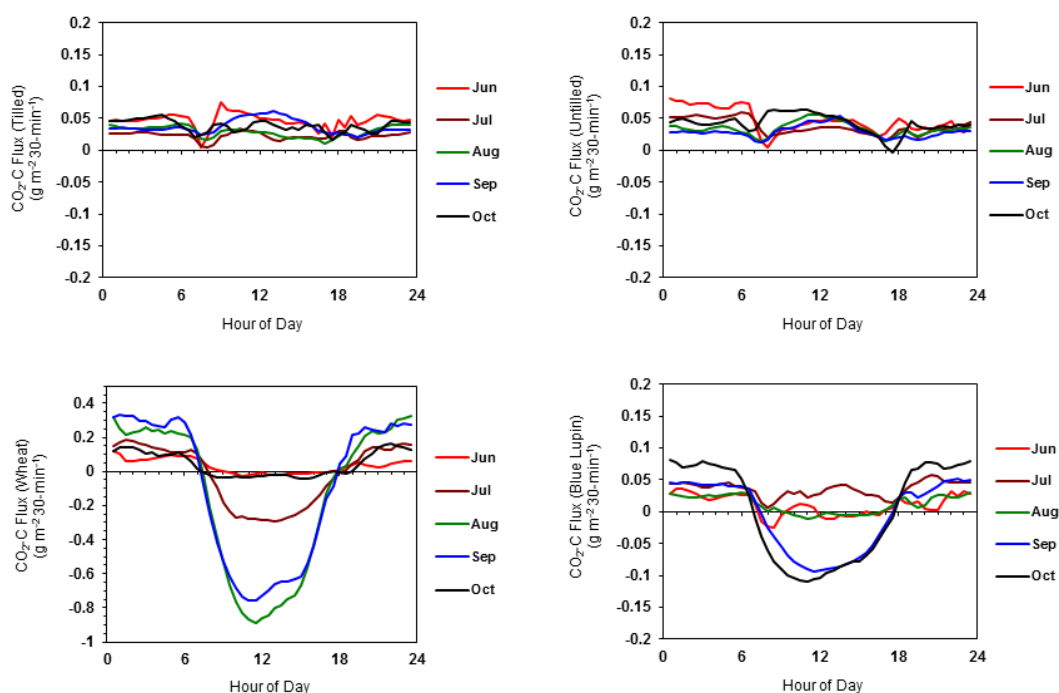 CO₂-C Flux (Tilled)
(g m⁻² 30-min⁻¹)
0.2
0.15
0.1
0.05
0
-0.05
-0.1
-0.15
-0.2
0 6 12 18 24
Hour of Day
Jun
Jul
Aug
Sep
Oct
CO₂-C Flux (Untilled)
(g m⁻² 30-min⁻¹)
0.2
0.15
0.1
0.05
0
-0.05
-0.1
-0.15
-0.2
0 6 12 18 24
Hour of Day
Jun
Jul
Aug
Sep
Oct
CO₂-C Flux (Wheat)
(g m⁻² 30-min⁻¹)
0.4
0.2
0
-0.2
-0.4
-0.6
-0.8
-1
0 6 12 18 24
Hour of Day
Jun
Jul
Aug
Sep
Oct
CO₂-C Flux (Blue Lupin)
(g m⁻² 30-min⁻¹)
0.2
0.15
0.1
0.05
0
-0.05
-0.1
-0.15
-0.2
0 6 12 18 24
Hour of Day
Jun
Jul
Aug
Sep
Oct